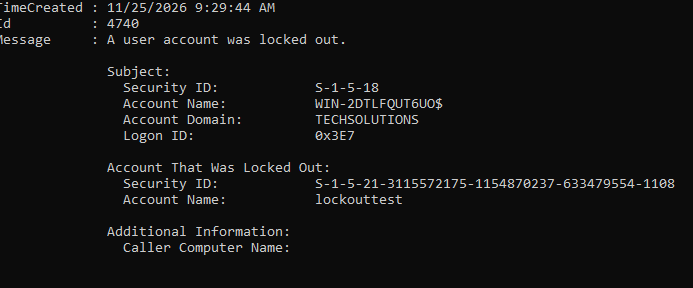 TimeCreated : 11/25/2026 9:29:44 AM
Id : 4740
Message : A user account was locked out.
Subject:
Security ID: S-1-5-18
Account Name: WIN-2DTLFQUT6UO$
Account Domain: TECHSOLUTIONS
Logon ID: 0x3E7
Account That Was Locked Out:
Security ID: S-1-5-21-3115572175-1154870237-633479554-1108
Account Name: lockouttest
Additional Information:
Caller Computer Name: